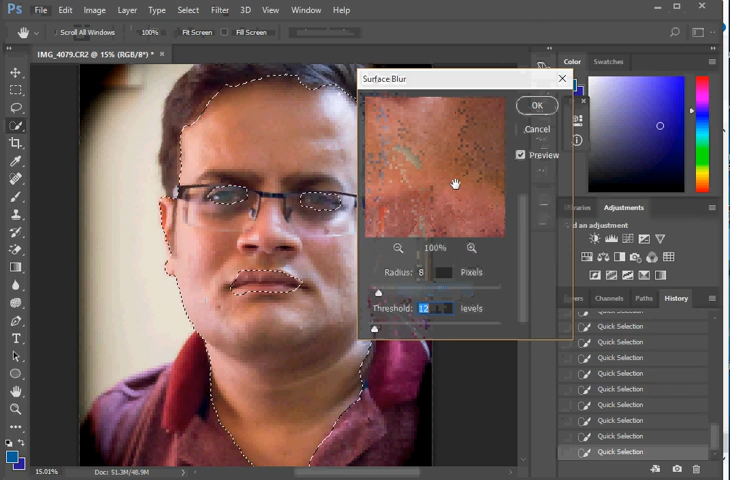 Ps File Edit Image Layer Type Select Filter 3D View Window Help
Scroll All Windows 100% Fit Screen Fill Screen
IMG_4079.CR2 @ 15% (RGB/8*) * ×
Surface Blur
OK
Cancel
Preview
100%
Radius: 8 Pixels
Threshold: 12 levels
Color Swatches
Adjustments
Channels Paths History
Quick Selection
Quick Selection
Quick Selection
Quick Selection
Quick Selection
Quick Selection
Quick Selection
Quick Selection
Quick Selection
15.01% Doc: 51.3M/48.9M